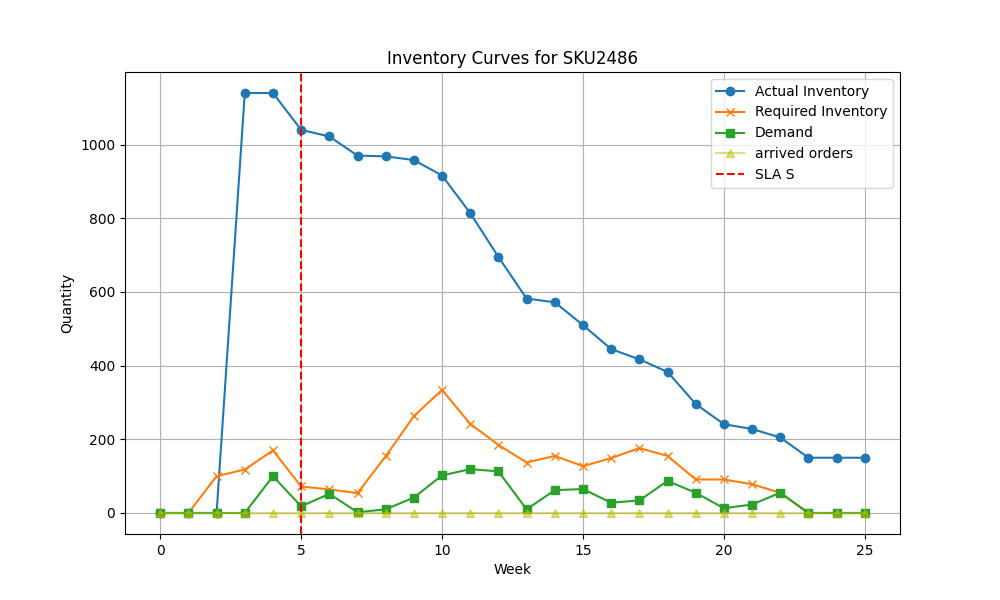 Inventory Curves for SKU2486
Actual Inventory
Required Inventory
Demand
arrived orders
SLA S
Quantity
1000
800
600
400
200
0
0 5 10 15 20 25
Week